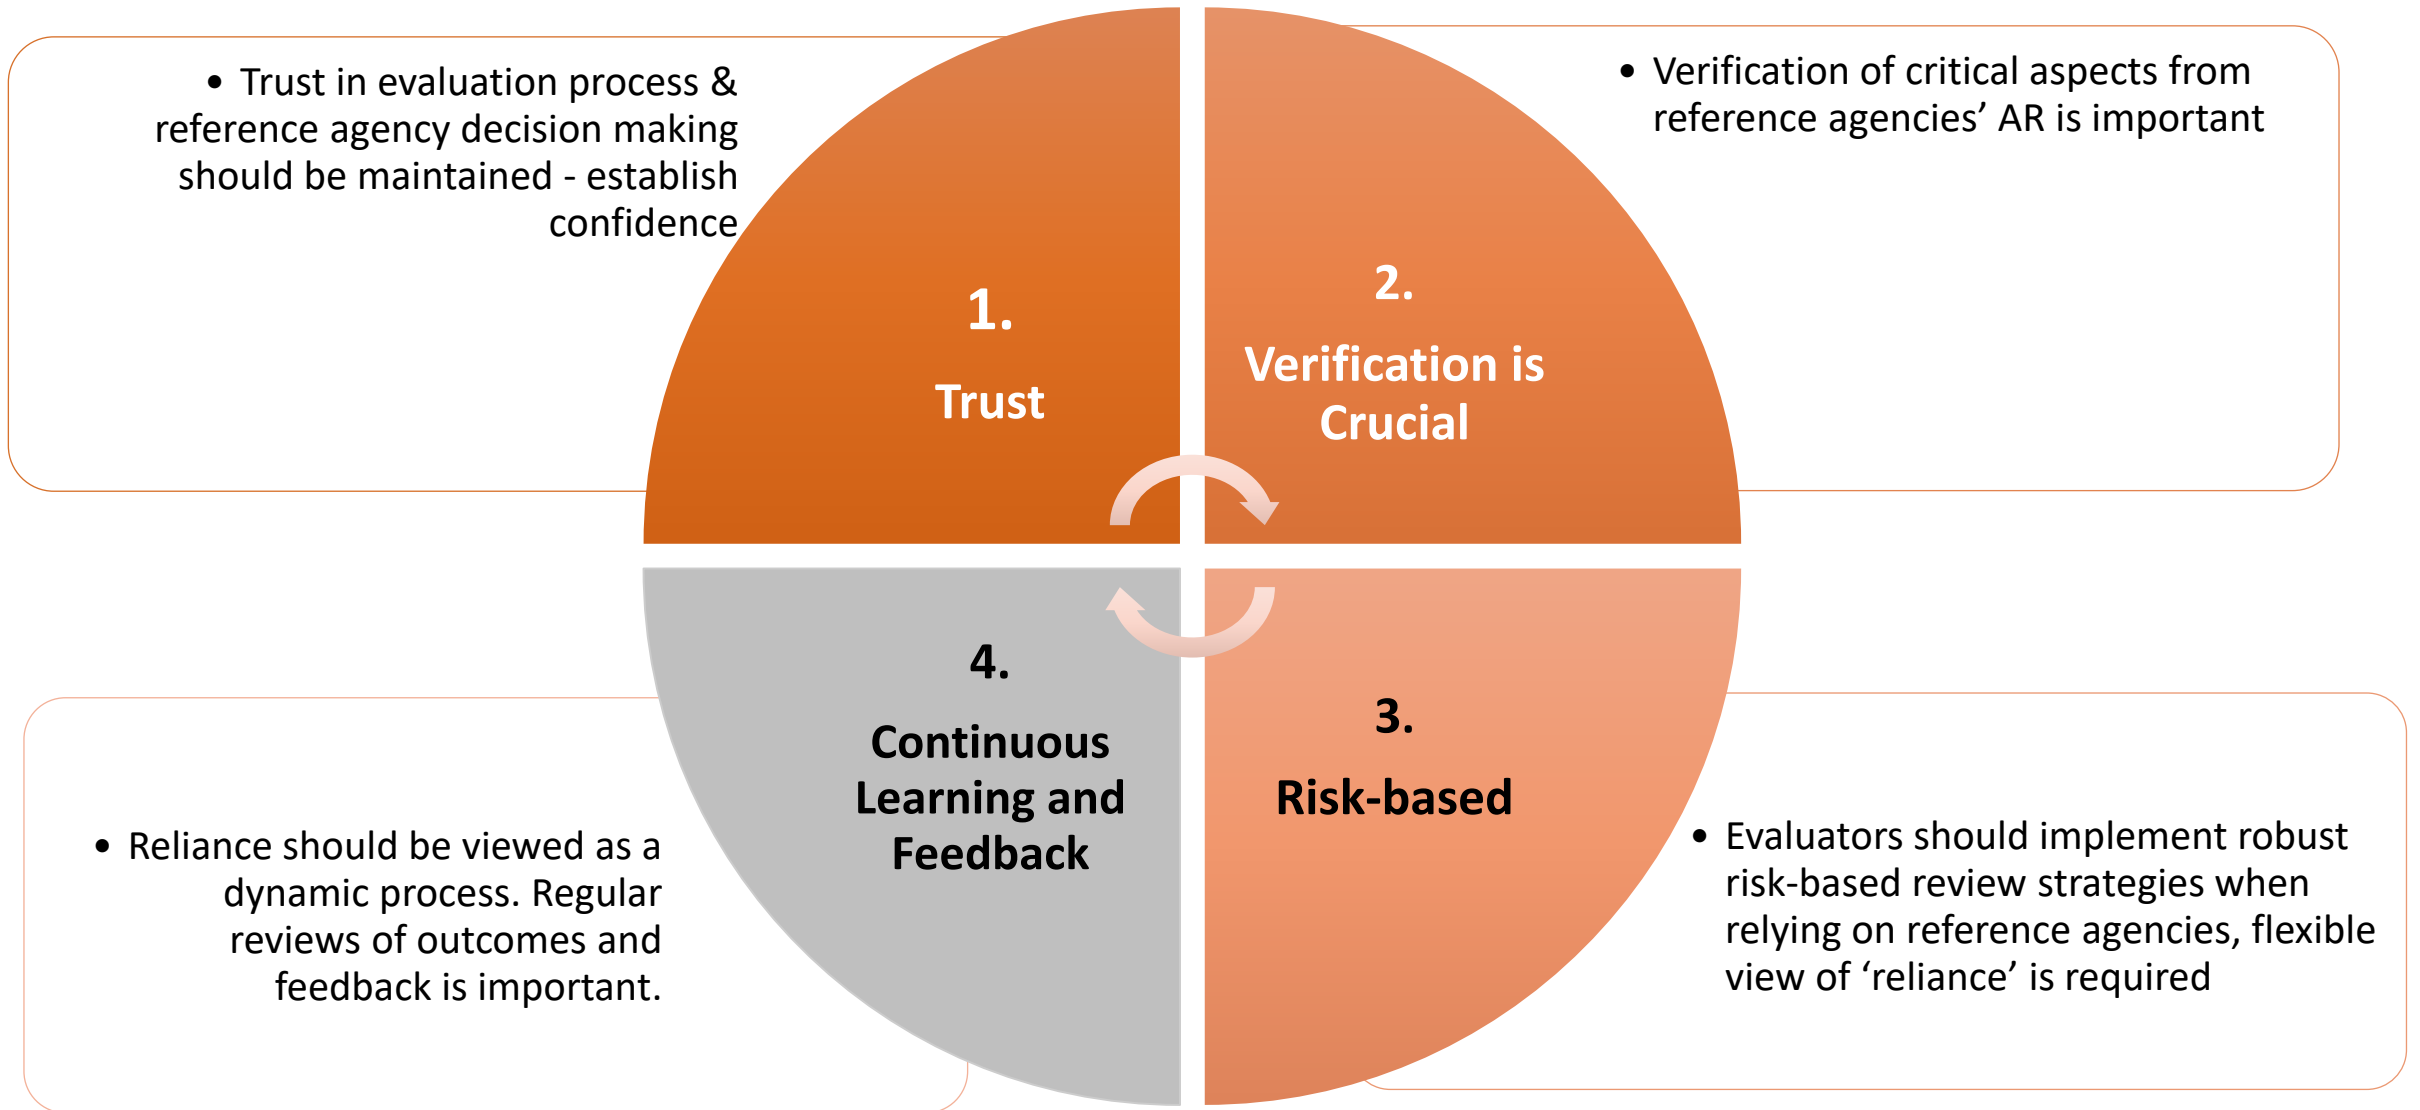 • Trust in evaluation process &
reference agency decision making
should be maintained - establish
confidence
1.
Trust
• Verification of critical aspects from
reference agencies’ AR is important
2.
Verification is
Crucial
3.
Risk-based
• Evaluators should implement robust
risk-based review strategies when
relying on reference agencies, flexible
view of ‘reliance’ is required
4.
Continuous
Learning and
Feedback
• Reliance should be viewed as a
dynamic process. Regular
reviews of outcomes and
feedback is important.